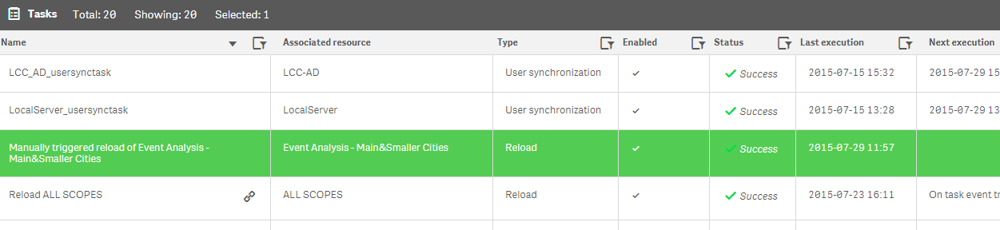 Tasks Total: 20 Showing: 20 Selected: 1
Name Associated resource Type Enabled Status Last execution Next execution
LCC_AD_usersynctask LCC-AD User synchronization Success 2015-07-15 15:32 2015-07-29 15
LocalServer_usersynctask LocalServer User synchronization Success 2015-07-15 13:28 2015-07-29 13
Manually triggered reload of Event Analysis - Event Analysis - Main&Smaller Cities Reload Success 2015-07-29 11:57
Main&Smaller Cities
Reload ALL SCOPES ALL SCOPES Reload Success 2015-07-23 16:11 On task event tr